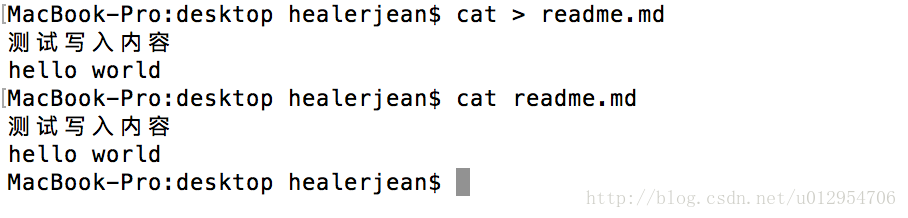 [MacBook-Pro:desktop healerjean$ cat > readme.md
测试写入内容
hello world
[MacBook-Pro:desktop healerjean$ cat readme.md
测试写入内容
hello world
MacBook-Pro:desktop healerjean$
http://blog.csdn.net/u012954706